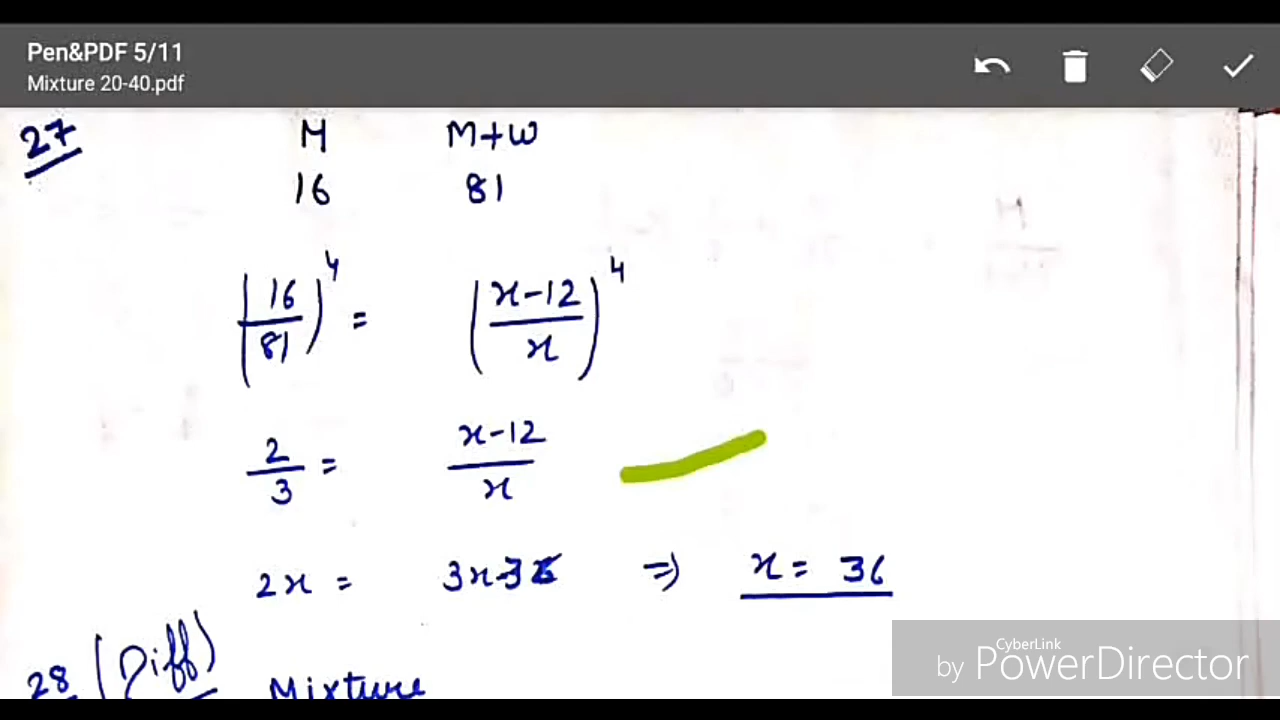 Pen&PDF 5/11
Mixture 20-40.pdf
27 M M+W
16 81
(16/81)^4 = (x-12/x)^4
2/3 = x-12/x
2x = 3x-36 => x = 36
28 (Diff) Mixture
CyberLink
by PowerDirector